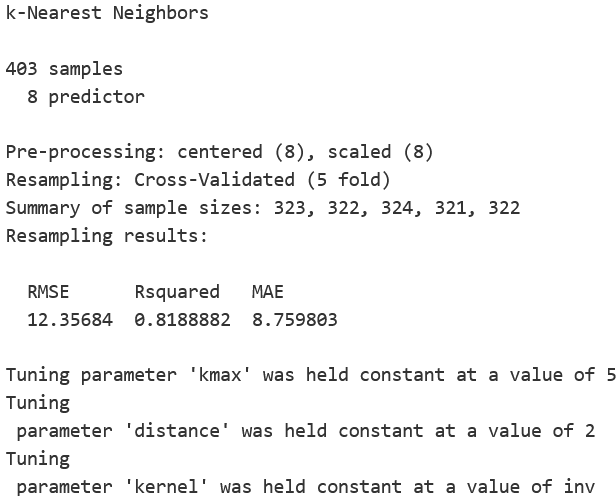 k-Nearest Neighbors
403 samples
8 predictor
Pre-processing: centered (8), scaled (8)
Resampling: Cross-Validated (5 fold)
Summary of sample sizes: 323, 322, 324, 321, 322
Resampling results:
RMSE Rsquared MAE
12.35684 0.8188882 8.759803
Tuning parameter 'kmax' was held constant at a value of 5
Tuning
parameter 'distance' was held constant at a value of 2
Tuning
parameter 'kernel' was held constant at a value of inv